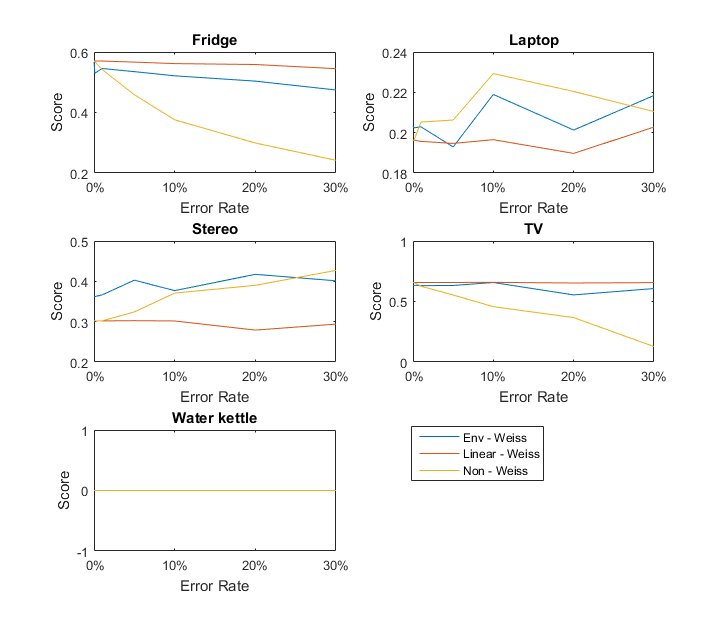 Fridge
0.6
0.4
0.2
Score
0% 10% 20% 30%
Error Rate
Laptop
0.24
0.22
0.2
0.18
Score
0% 10% 20% 30%
Error Rate
Stereo
0.5
0.4
0.3
0.2
Score
0% 10% 20% 30%
Error Rate
TV
1
0.5
0
Score
0% 10% 20% 30%
Error Rate
Water kettle
1
0
-1
Score
0% 10% 20% 30%
Error Rate
Env - Weiss
Linear - Weiss
Non - Weiss